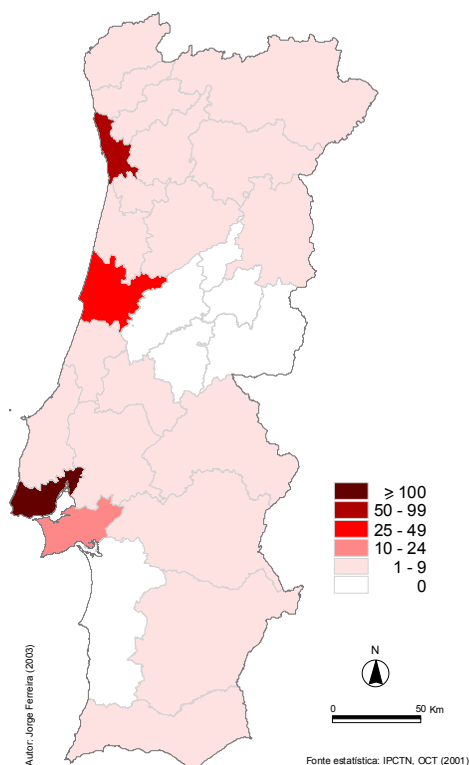 ⩾ 100
50 - 99
25 - 49
10 - 24
1 - 9
0
N
0 50 Km
Autor: Jorge Ferreira (2003)
Fonte estatística: IPCTN, OCT (2001)